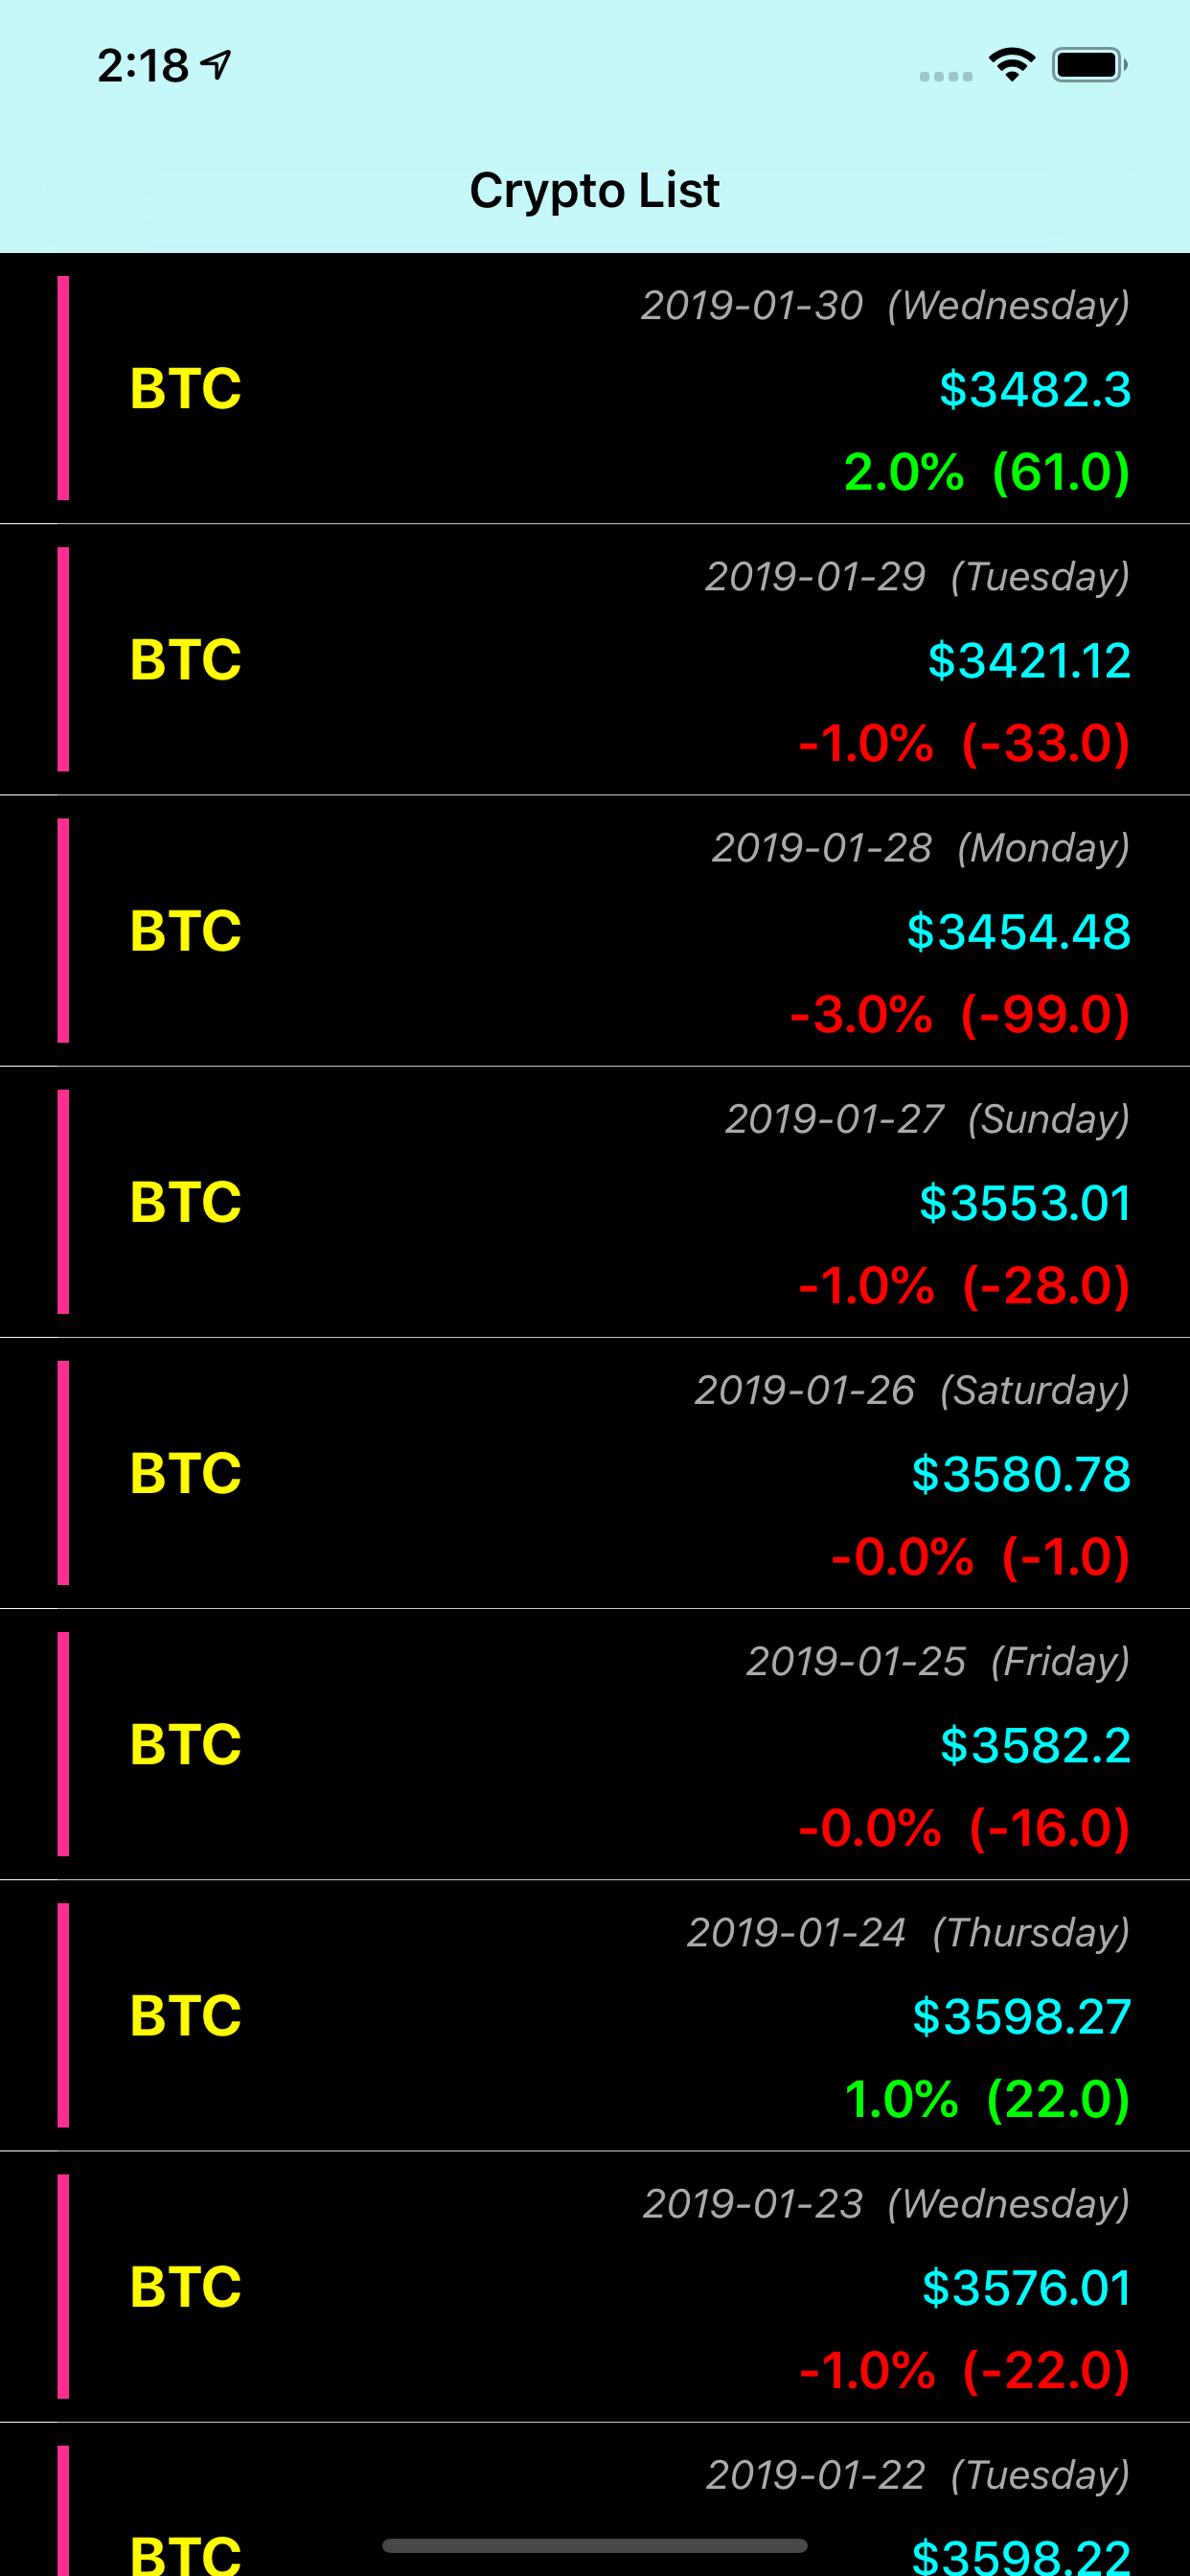 2:18
Crypto List
2019-01-30 (Wednesday)
BTC
$3482.3
2.0% (61.0)
2019-01-29 (Tuesday)
BTC
$3421.12
-1.0% (-33.0)
2019-01-28 (Monday)
BTC
$3454.48
-3.0% (-99.0)
2019-01-27 (Sunday)
BTC
$3553.01
-1.0% (-28.0)
2019-01-26 (Saturday)
BTC
$3580.78
-0.0% (-1.0)
2019-01-25 (Friday)
BTC
$3582.2
-0.0% (-16.0)
2019-01-24 (Thursday)
BTC
$3598.27
1.0% (22.0)
2019-01-23 (Wednesday)
BTC
$3576.01
-1.0% (-22.0)
2019-01-22 (Tuesday)
BTC
$3598.22